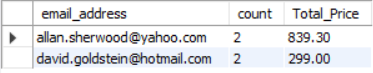 email_address count Total_Price
allan.sherwood@yahoo.com 2 839.30
david.goldstein@hotmail.com 2 299.00